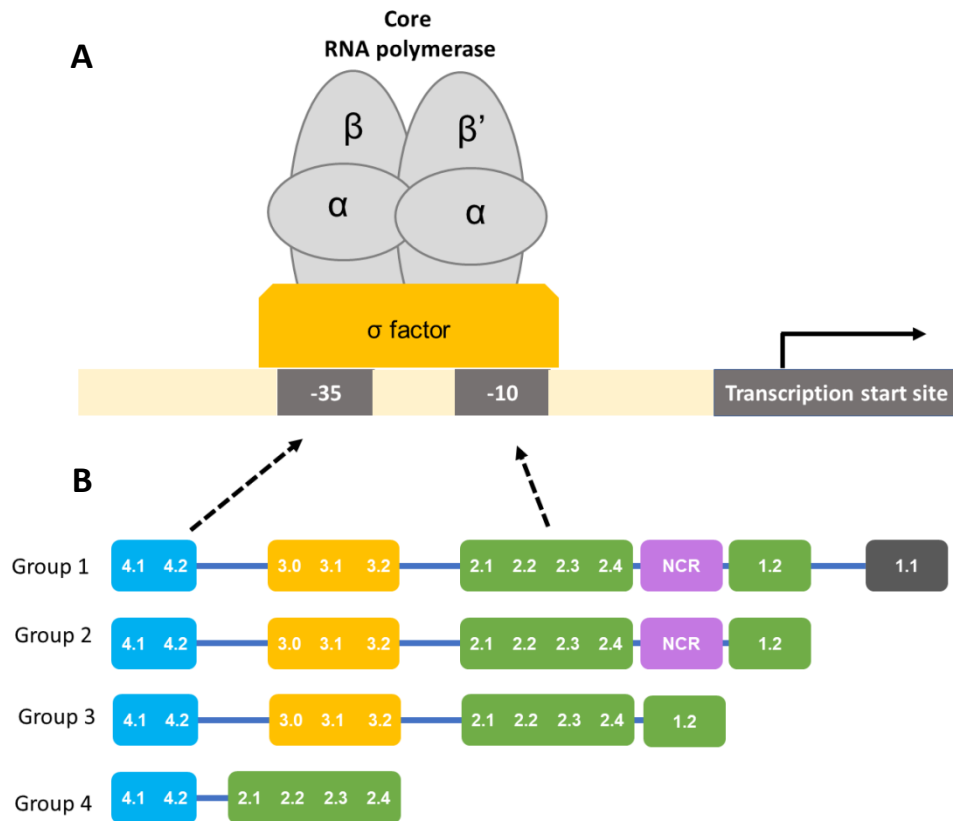 A
Core
RNA polymerase
β β’
α α
σ factor
-35 -10 Transcription start site
B
Group 1 4.1 4.2 3.0 3.1 3.2 2.1 2.2 2.3 2.4 NCR 1.2 1.1
Group 2 4.1 4.2 3.0 3.1 3.2 2.1 2.2 2.3 2.4 NCR 1.2
Group 3 4.1 4.2 3.0 3.1 3.2 2.1 2.2 2.3 2.4 1.2
Group 4 4.1 4.2 2.1 2.2 2.3 2.4